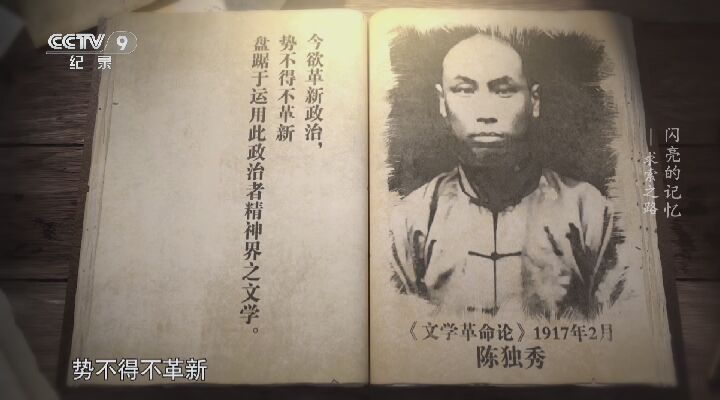 CCTV 9
纪录
今欲革新政治，
势不得不革新
盘踞于运用此政治者精神界之文学。
闪亮的记忆
—求索之路
《文学革命论》1917年2月
陈独秀
势不得不革新